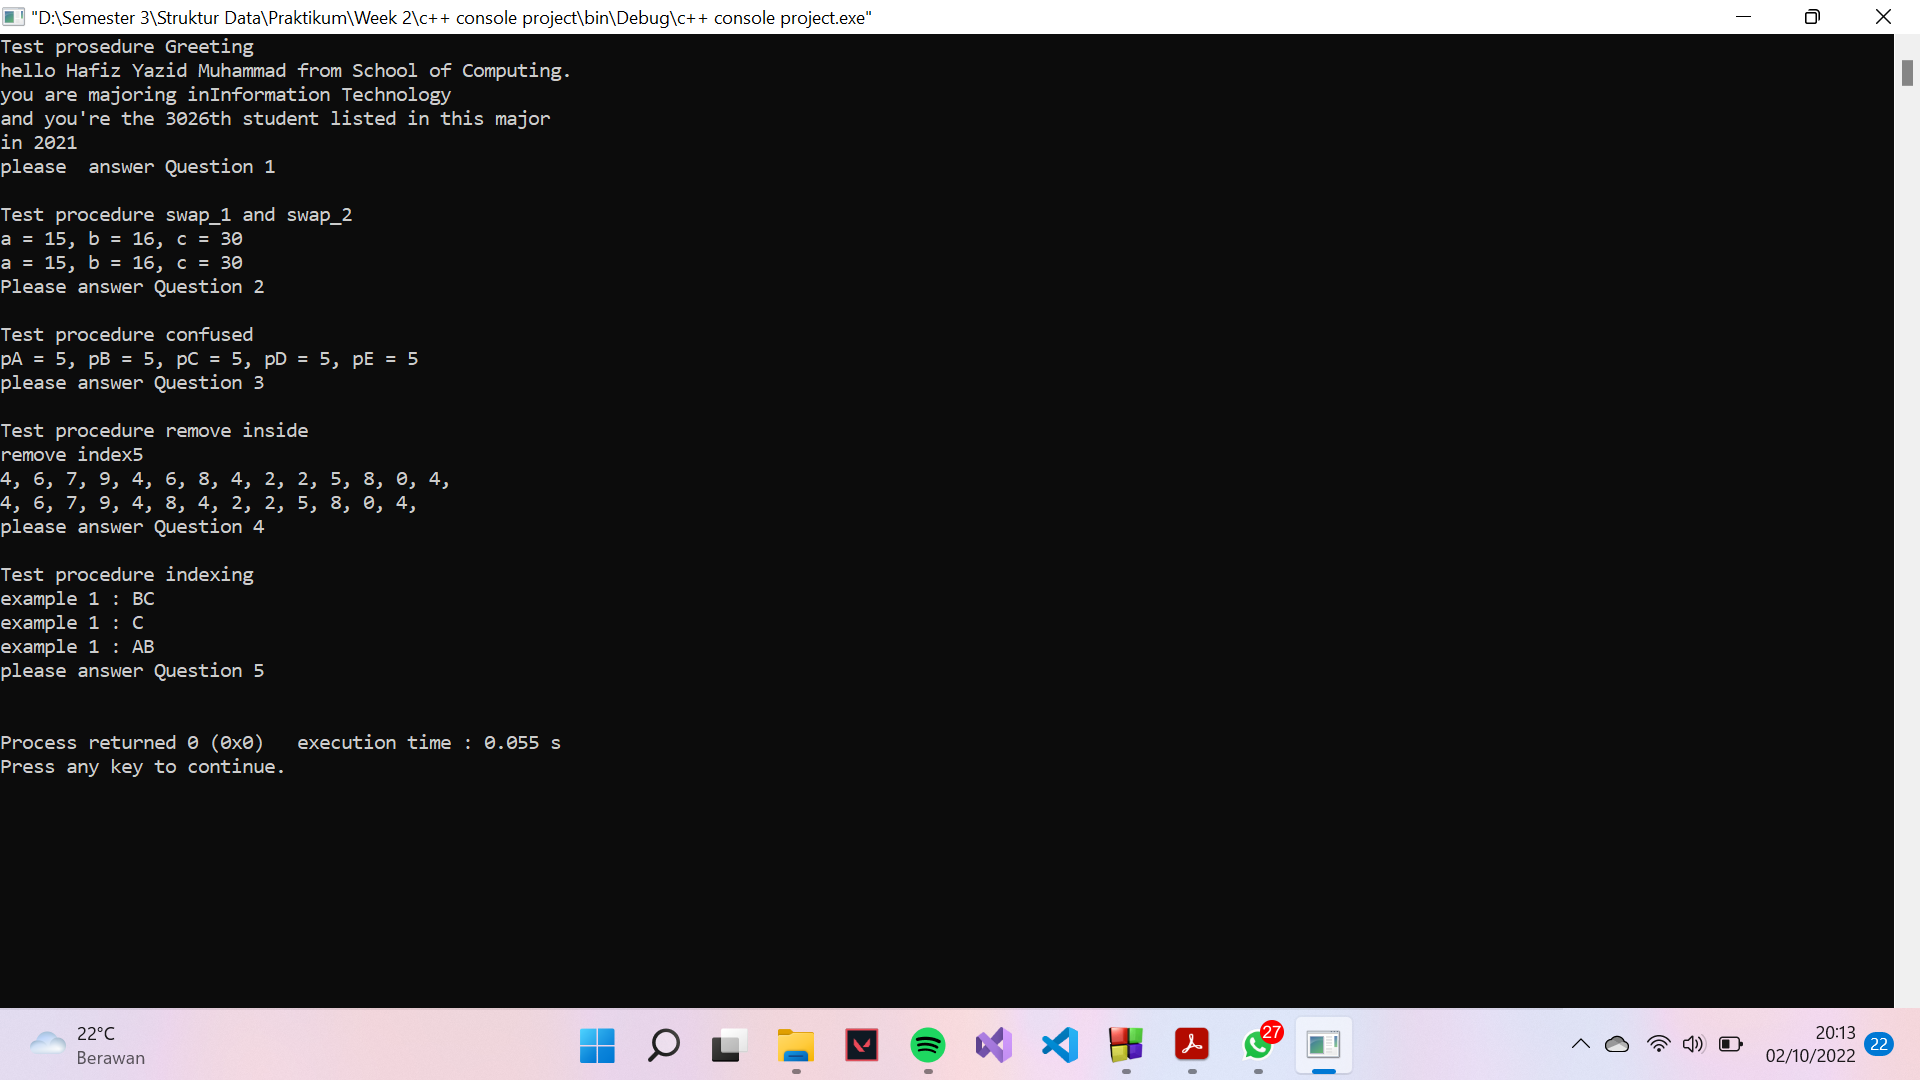 "D:\Semester 3\Struktur Data\Praktikum\Week 2\c++ console project\bin\Debug\c++ console project.exe"
Test prosedure Greeting
hello Hafiz Yazid Muhammad from School of Computing.
you are majoring inInformation Technology
and you're the 3026th student listed in this major
in 2021
please  answer Question 1
Test procedure swap_1 and swap_2
a = 15, b = 16, c = 30
a = 15, b = 16, c = 30
Please answer Question 2
Test procedure confused
pA = 5, pB = 5, pC = 5, pD = 5, pE = 5
please answer Question 3
Test procedure remove inside
remove index5
4, 6, 7, 9, 4, 6, 8, 4, 2, 2, 5, 8, 0, 4,
4, 6, 7, 9, 4, 8, 4, 2, 2, 5, 8, 0, 4,
please answer Question 4
Test procedure indexing
example 1 : BC
example 1 : C
example 1 : AB
please answer Question 5
Process returned 0 (0x0)   execution time : 0.055 s
Press any key to continue.
22°C
Berawan
27
20:13
02/10/2022
22